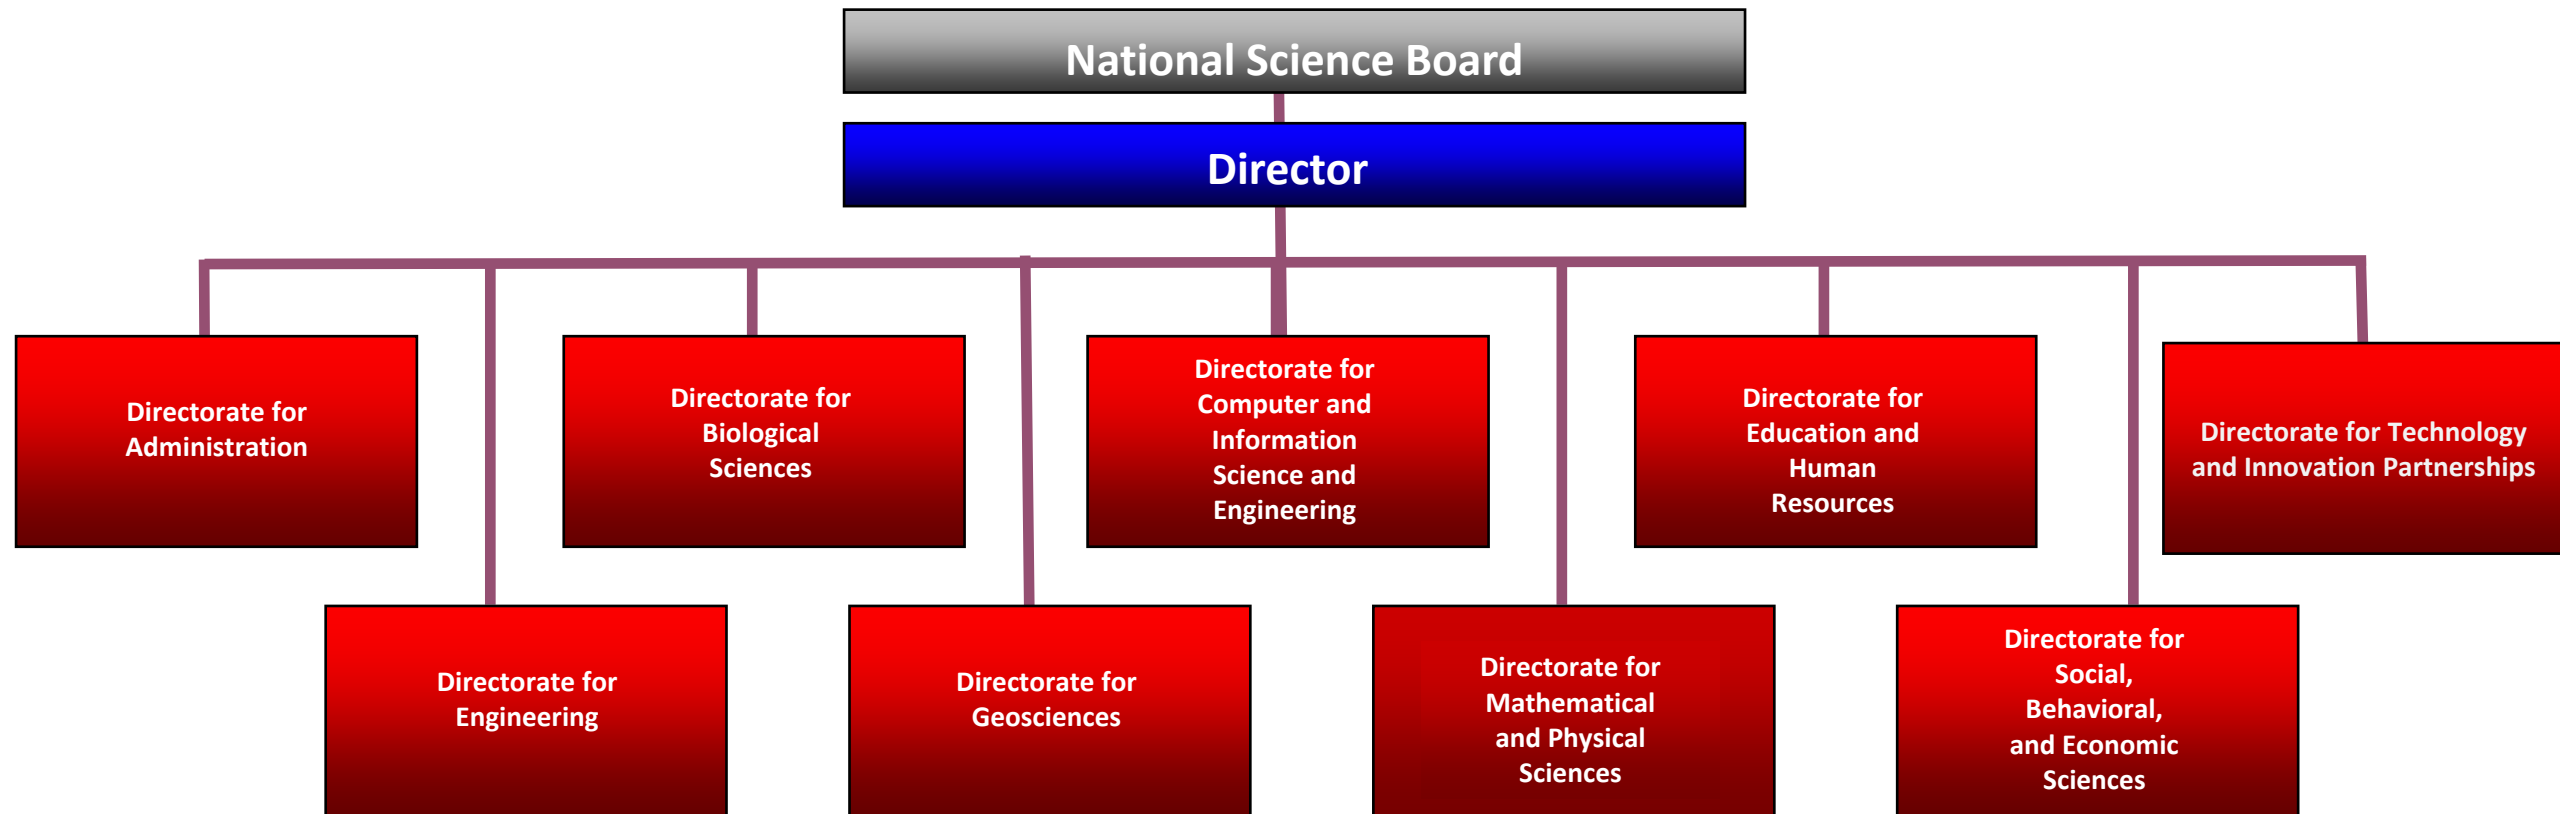 National Science Board
Director
Directorate for
Administration
Directorate for
Biological
Sciences
Directorate for
Computer and
Information
Science and
Engineering
Directorate for
Education and
Human
Resources
Directorate for Technology
and Innovation Partnerships
Directorate for
Engineering
Directorate for
Geosciences
Directorate for
Mathematical
and Physical
Sciences
Directorate for
Social,
Behavioral,
and Economic
Sciences